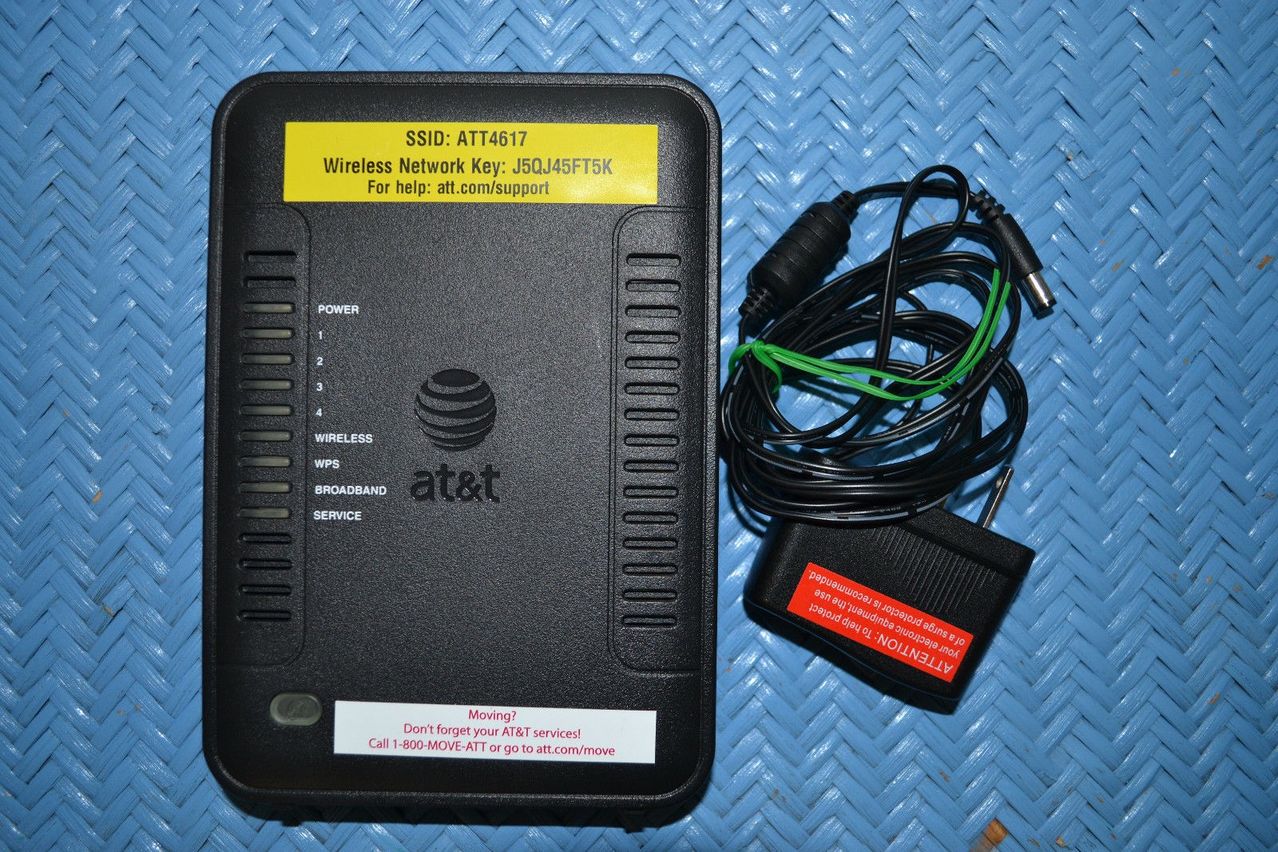 SSID: ATT4617
Wireless Network Key: J5QJ45FT5K
For help: att.com/support
POWER
1
2
3
4
WIRELESS
WPS
BROADBAND
SERVICE
at&t
Moving?
Don't forget your AT&T services!
Call 1-800-MOVE-ATT or go to att.com/move
ATTENTION: To help protect
your electronic equipment, the use
of a surge protector is recommended.